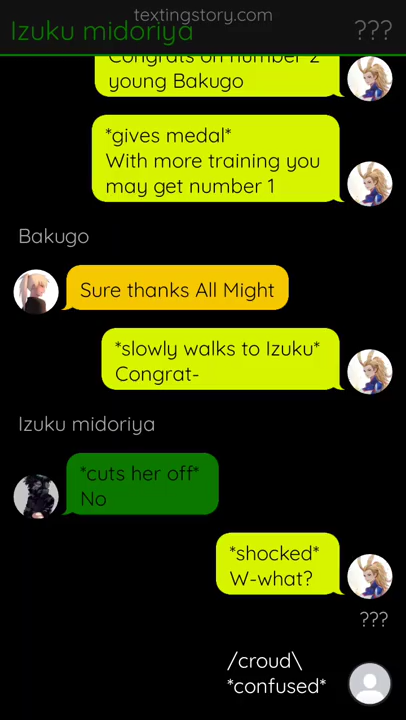 textingstory.com
Izuku midoriya
???
Congrats on number 2
young Bakugo
*gives medal*
With more training you
may get number 1
Bakugo
Sure thanks All Might
*slowly walks to Izuku*
Congrat-
Izuku midoriya
*cuts her off*
No
*shocked*
W-what?
???
/croud\
*confused*